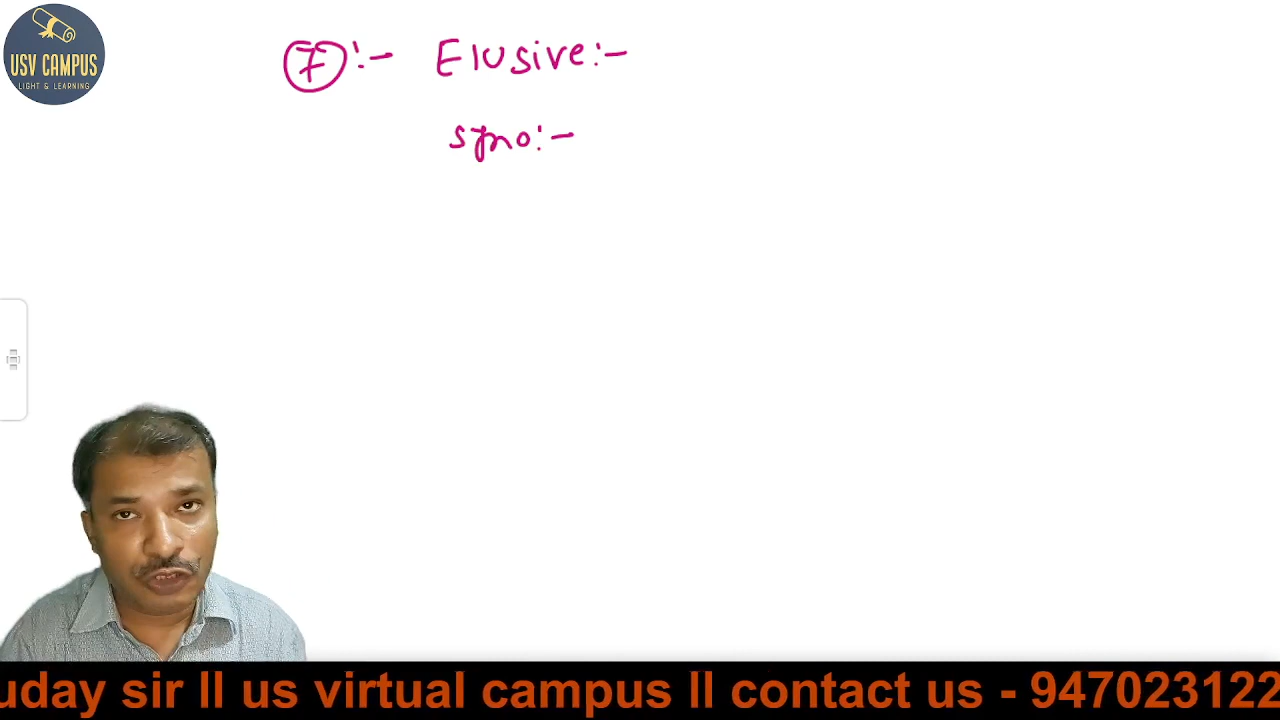 USV CAMPUS
LIGHT & LEARNING
7 :- Elusive:-
syno:-
uday sir ll us virtual campus ll contact us - 947023122